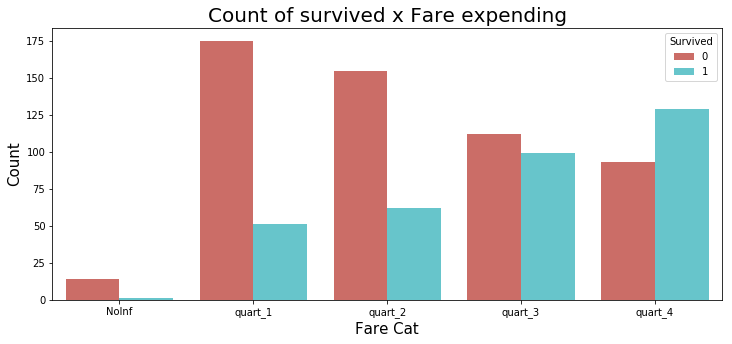 Count of survived x Fare expending
Survived
0
1
175
150
125
100
75
50
25
0
Count
NoInf quart_1 quart_2 quart_3 quart_4
Fare Cat